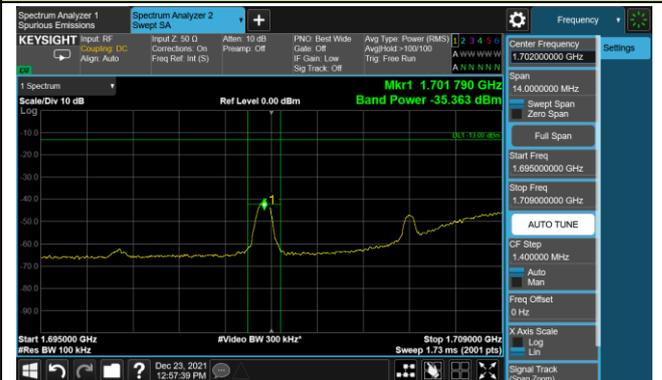 Spectrum Analyzer 1
Spurious Emissions
Spectrum Analyzer 2
Swept SA
Frequency
KEYSIGHT
Input: RF
Coupling: DC
Align: Auto
Input Z: 50 Ω
Corrections: On
Freq Ref: Int (S)
Atten: 10 dB
Preamp: Off
PNO: Best Wide
Gate: Off
IF Gain: Low
Sig Track: Off
Avg Type: Power (RMS)
Avg|Hold:>100/100
Trig: Free Run
1 2 3 4 5 6
A W W W W W
A N N N N N
1 Spectrum
Scale/Div 10 dB
Log
Ref Level 0.00 dBm
Mkr1 1.701 790 GHz
Band Power -35.363 dBm
DL1 -13.00 dBm
-10.0
-20.0
-30.0
-40.0
-50.0
-60.0
-70.0
-80.0
-90.0
1
Start 1.695000 GHz
#Res BW 100 kHz
#Video BW 300 kHz*
Stop 1.709000 GHz
Sweep 1.73 ms (2001 pts)
Dec 23, 2021
12:57:39 PM
Settings
Center Frequency
1.702000000 GHz
Span
14.0000000 MHz
Swept Span
Zero Span
Full Span
Start Freq
1.695000000 GHz
Stop Freq
1.709000000 GHz
AUTO TUNE
CF Step
1.400000 MHz
Auto
Man
Freq Offset
0 Hz
X Axis Scale
Log
Lin
Signal Track
(Span Zoom)